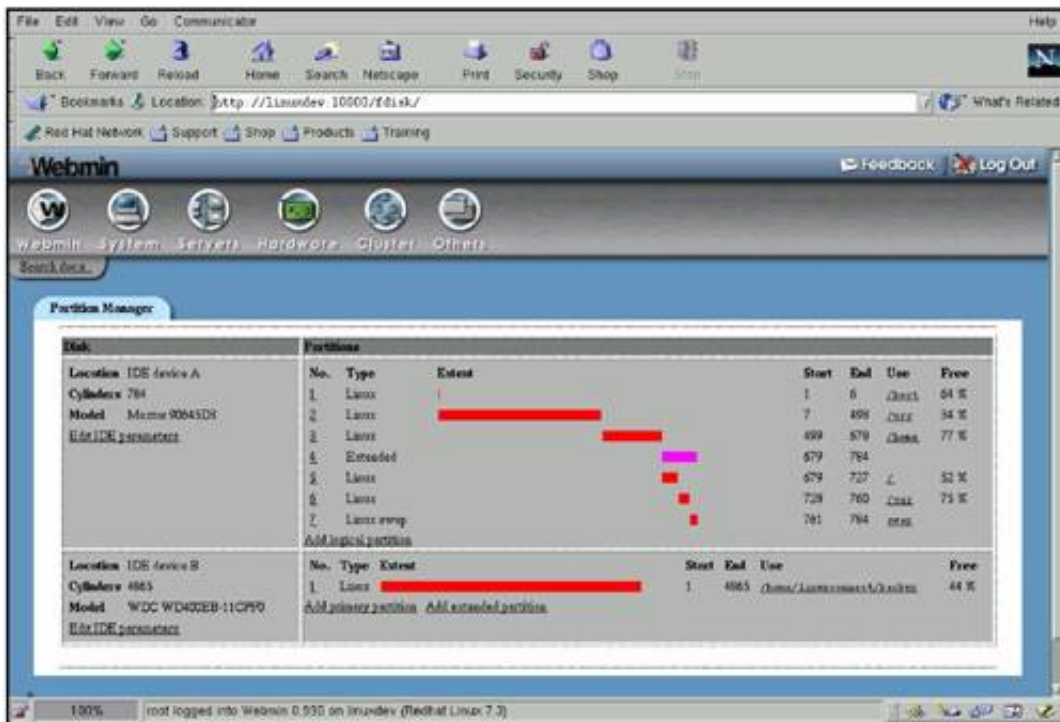 File Edit View Go Communicator Help
Back Forward Reload Home Search Netscape Print Security Shop Stop
Bookmarks Location: http://linuxdev:10000/fdisk/ What's Related
Red Hat Network Support Shop Products Training
Webmin Feedback Log Out
Webmin System Servers Hardware Cluster Others
Search docs..
Partition Manager
Disk Partitions
Location IDE device A
Cylinders 784
Model Maxtor
Edit IDE parameters
No. Type Extent Start End Use Free
1 Linux 1 6 /boot 64 %
2 Linux 7 498 /usr 34 %
3 Linux 499 678 /home 77 %
4 Extended 679 784
5 Linux 679 727 / 52 %
6 Linux 728 760 75 %
7 Linux swap 761 784
Add logical partition
Location IDE device B
Cylinders 4865
Model WDC
Edit IDE parameters
No. Type Extent Start End Use Free
1 Linux 1 4865 44 %
Add primary partition Add extended partition
100% root logged into Webmin 0.930 on linuxdev (Redhat Linux 7.3)